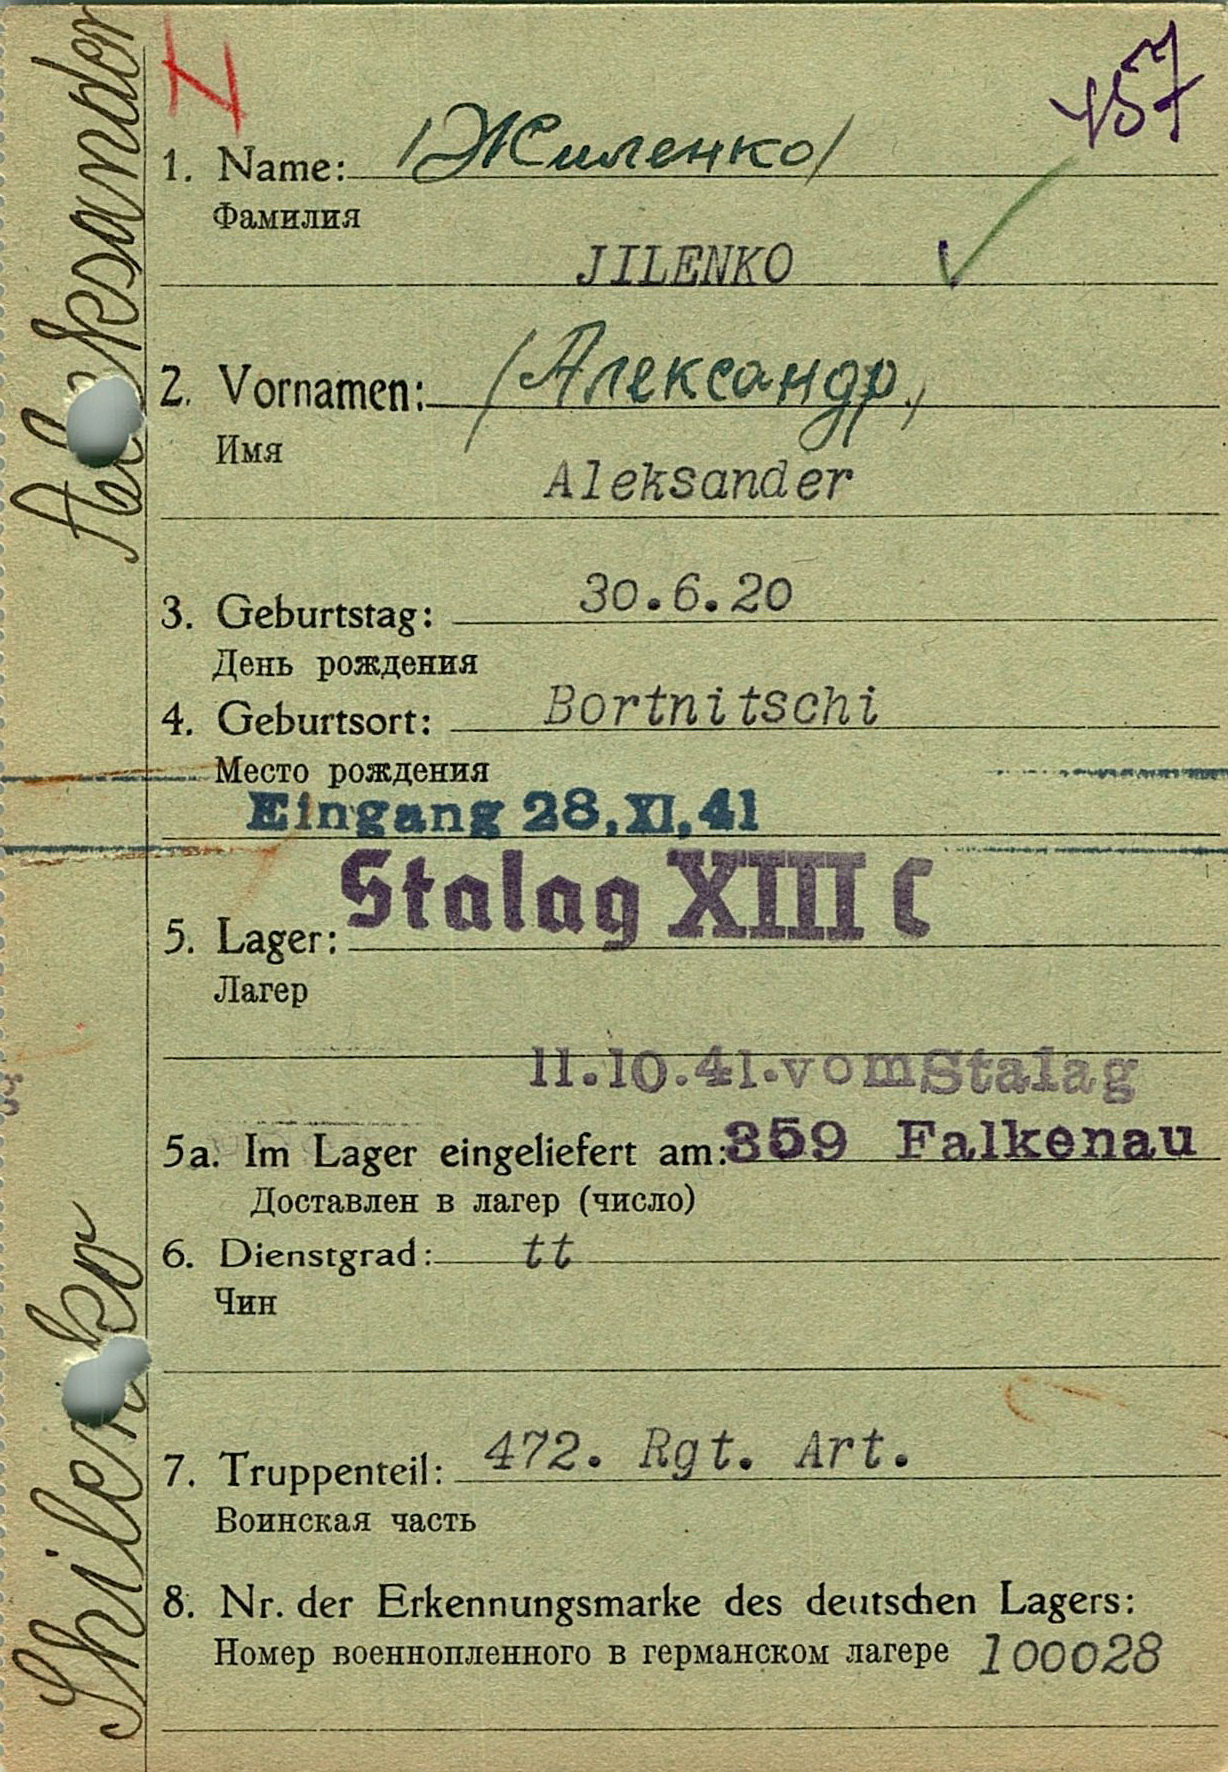 457
1. Name: /Жиленко/
Фамилия
JILENKO
2. Vornamen: /Александр/
Имя
Aleksander
3. Geburtstag: 30.6.20
День рождения
4. Geburtsort: Bortnitschi
Место рождения
Eingang 28.XI.41
5. Lager: Stalag XIII C
Лагер
11.10.41.vom Stalag
5a. Im Lager eingeliefert am: 359 Falkenau
Доставлен в лагер (число)
6. Dienstgrad: tt
Чин
7. Truppenteil: 472. Rgt. Art.
Воинская часть
8. Nr. der Erkennungsmarke des deutschen Lagers:
Номер военнопленного в германском лагере 100028
Shilenko Aleksander